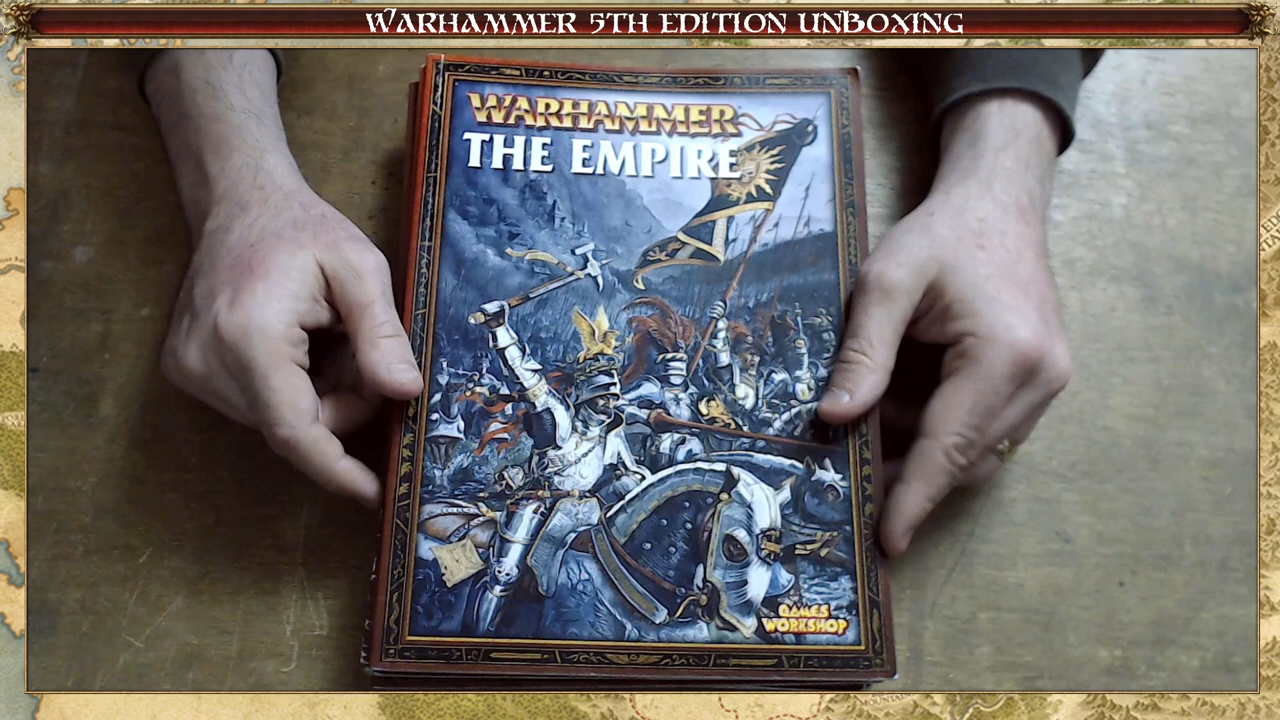 WARHAMMER 5TH EDITION UNBOXING
WARHAMMER
THE EMPIRE
GAMES
WORKSHOP